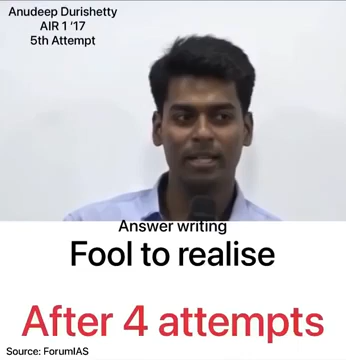 Anudeep Durishetty
AIR 1 '17
5th Attempt
Answer writing
Fool to realise
After 4 attempts
Source: ForumIAS